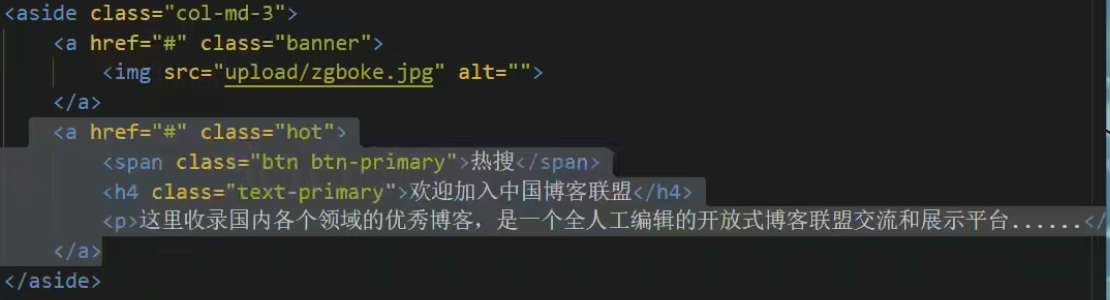 <aside class="col-md-3">
<a href="#" class="banner">
<img src="upload/zgboke.jpg" alt="">
</a>
<a href="#" class="hot">
<span class="btn btn-primary">热搜</span>
<h4 class="text-primary">欢迎加入中国博客联盟</h4>
<p>这里收录国内各个领域的优秀博客，是一个全人工编辑的开放式博客联盟交流和展示平台......</
</a>
</aside>